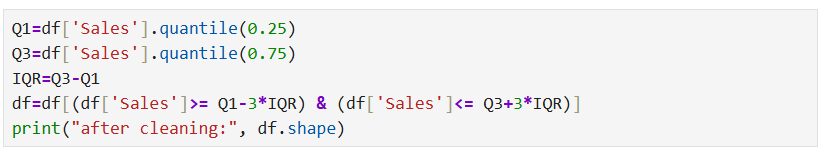 Q1=df['Sales'].quantile(0.25)
Q3=df['Sales'].quantile(0.75)
IQR=Q3-Q1
df=df[(df['Sales']>= Q1-3*IQR) & (df['Sales']<= Q3+3*IQR)]
print("after cleaning:", df.shape)